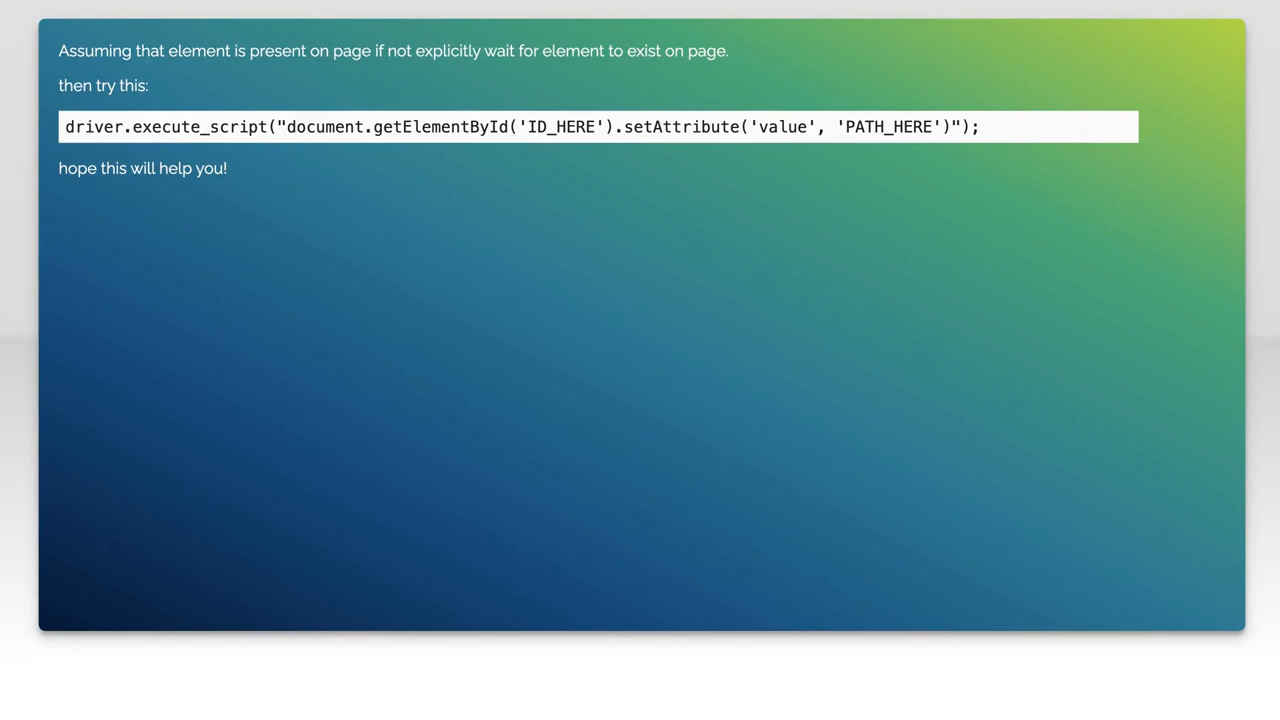 Assuming that element is present on page if not explicitly wait for element to exist on page.
then try this:
driver.execute_script("document.getElementById('ID_HERE').setAttribute('value', 'PATH_HERE')");
hope this will help you!